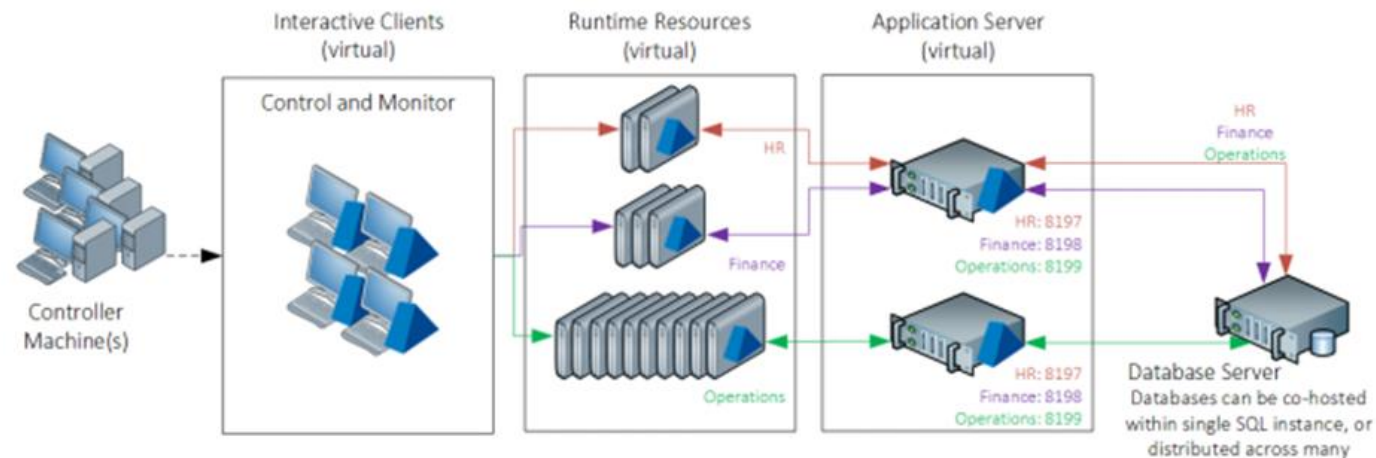 Interactive Clients
(virtual)
Runtime Resources
(virtual)
Application Server
(virtual)
Control and Monitor
HR
Finance
Operations
HR
Finance
HR: 8197
Finance: 8198
Operations: 8199
Controller
Machine(s)
Operations
HR: 8197
Finance: 8198
Operations: 8199
Database Server
Databases can be co-hosted
within single SQL instance, or
distributed across many